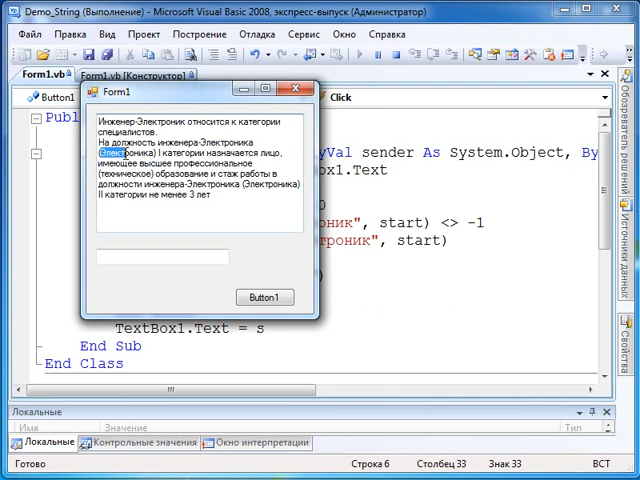 Demo_String (Выполнение) - Microsoft Visual Basic 2008, экспресс-выпуск (Администратор)
Файл Правка Проект Построение Отладка Сервис Окно Справка
Form1.vb Form1.vb [Конструктор]
Button1 Click
Form1
Publ
Инженер-Электроник относится к категории
специалистов.
На должность инженера-Электроника
(Электроника) I категории назначается лицо,
имеющее высшее профессиональное
(техническое) образование и стаж работы в
должности инженера-Электроника (Электроника)
II категории не менее 3 лет
yVal sender As System.Object, By
ox1.Text
0
оник", start) <> -1
троник", start)
)
Button1
TextBox1.Text = s
End Sub
End Class
Обозреватель
Источники данных
Свойства
Локальные
Имя Значение Тип
Локальные Контрольные значения Окно интерпретации
Готово Строка 6 Столбец 33 Знак 33 ВСТ